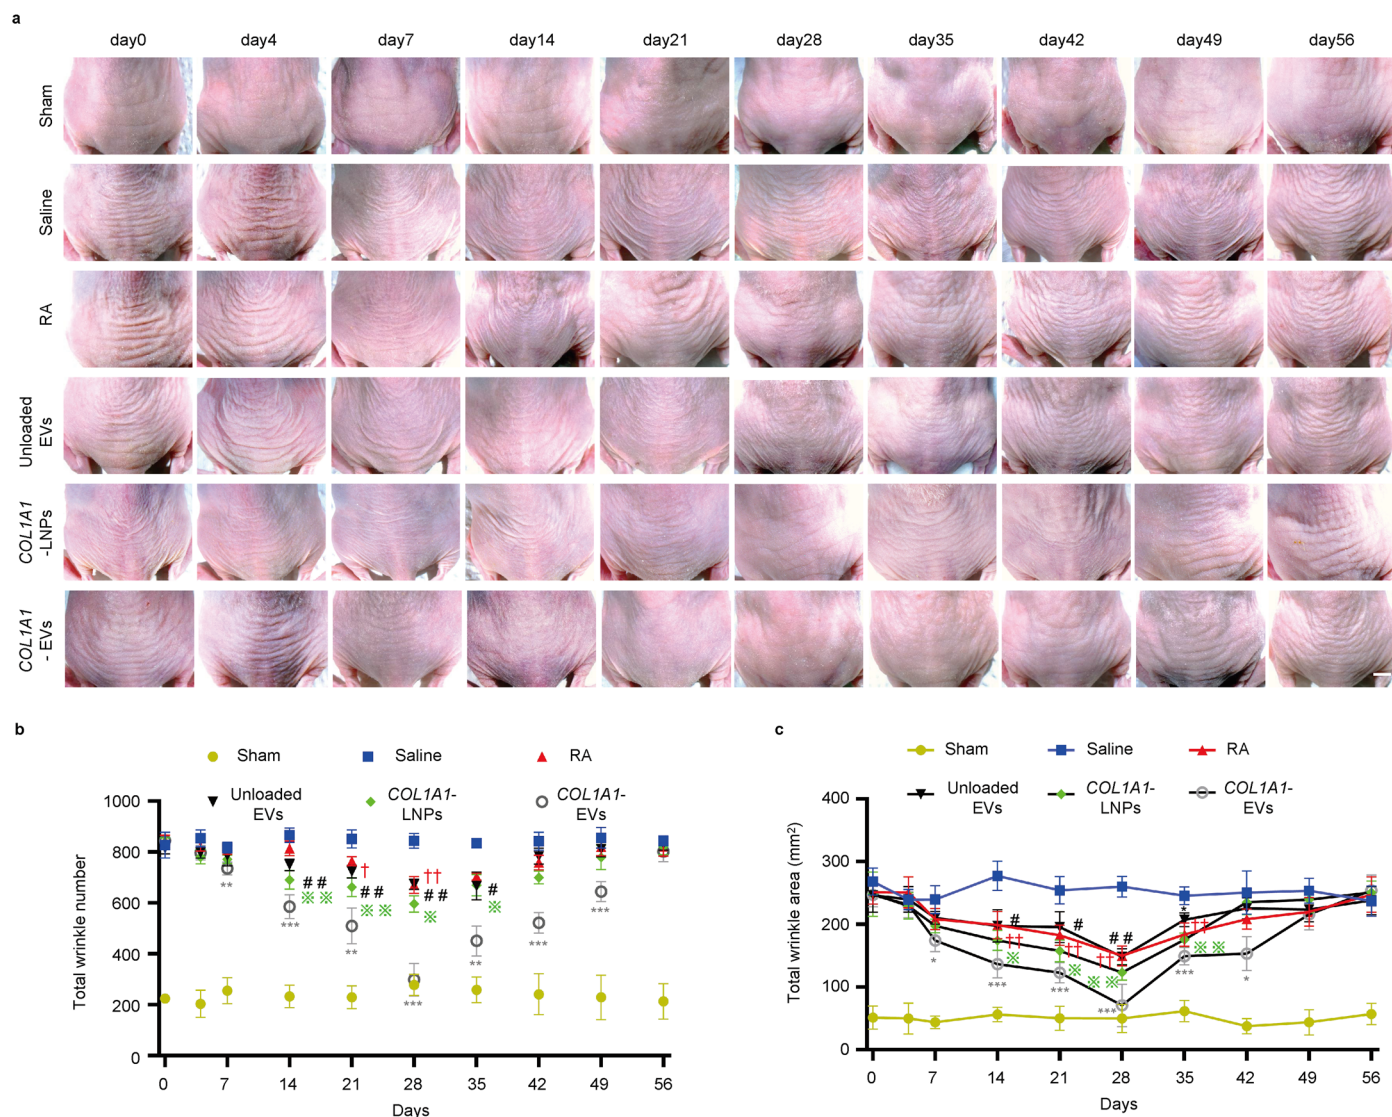 a
day0 day4 day7 day14 day21 day28 day35 day42 day49 day56
Sham
Saline
RA
Unloaded
EVs
COL1A1
-LNPs
COL1A1
- EVs
b
Sham Saline RA
Unloaded
EVs
COL1A1-
LNPs
COL1A1-
EVs
Total wrinkle number
1000
800
600
400
200
0
** ## ※※ *** † ## ※※ ** †† ## ※ *** # ※ ** *** ***
0 7 14 21 28 35 42 49 56
Days
c
Sham Saline RA
Unloaded
EVs
COL1A1-
LNPs
COL1A1-
EVs
Total wrinkle area (mm²)
400
300
200
100
0
* # †† ※ *** # †† ※ *** ## †† ※※ *** * †† ※※ *** *
0 7 14 21 28 35 42 49 56
Days